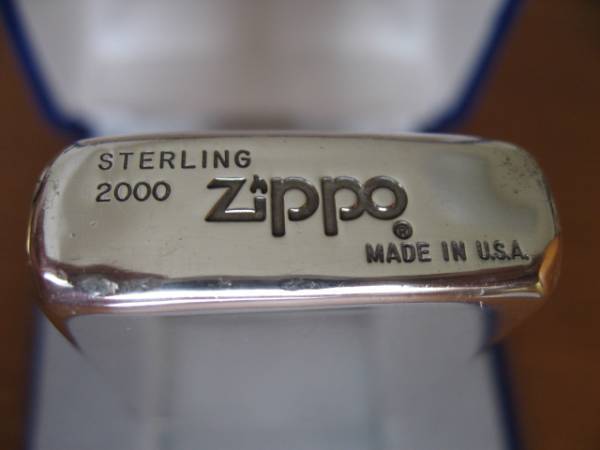 STERLING
2000 Zippo ®
MADE IN U.S.A.